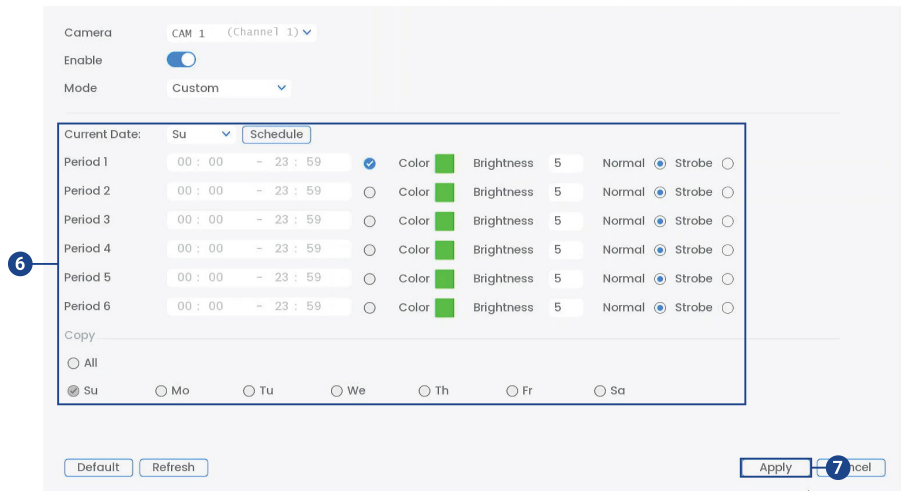 Camera CAM 1 (Channel 1)
Enable
Mode Custom
Current Date: Su Schedule
Period 1 00 : 00 - 23 : 59 Color Brightness 5 Normal Strobe
Period 2 00 : 00 - 23 : 59 Color Brightness 5 Normal Strobe
Period 3 00 : 00 - 23 : 59 Color Brightness 5 Normal Strobe
Period 4 00 : 00 - 23 : 59 Color Brightness 5 Normal Strobe
6
Period 5 00 : 00 - 23 : 59 Color Brightness 5 Normal Strobe
Period 6 00 : 00 - 23 : 59 Color Brightness 5 Normal Strobe
Copy
All
Su Mo Tu We Th Fr Sa
Default Refresh Apply 7 ncel